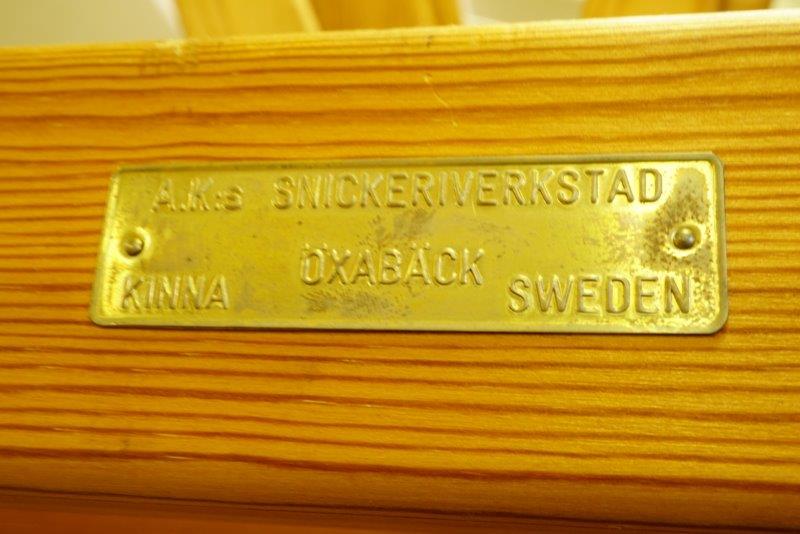 A.K:s SNICKERIVERKSTAD
ÖXABÄCK
KINNA SWEDEN